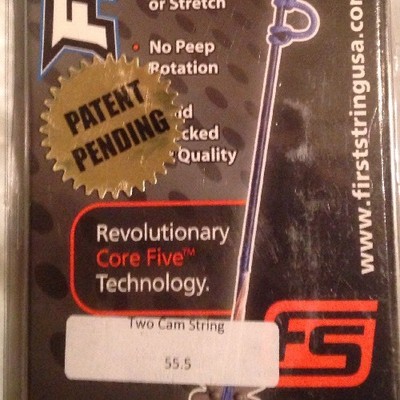 or Stretch
No Peep
Rotation
PATENT
PENDING
Quality
www.firststringusa.co
Revolutionary
Core Five™
Technology.
FS
Two Cam String
55.5